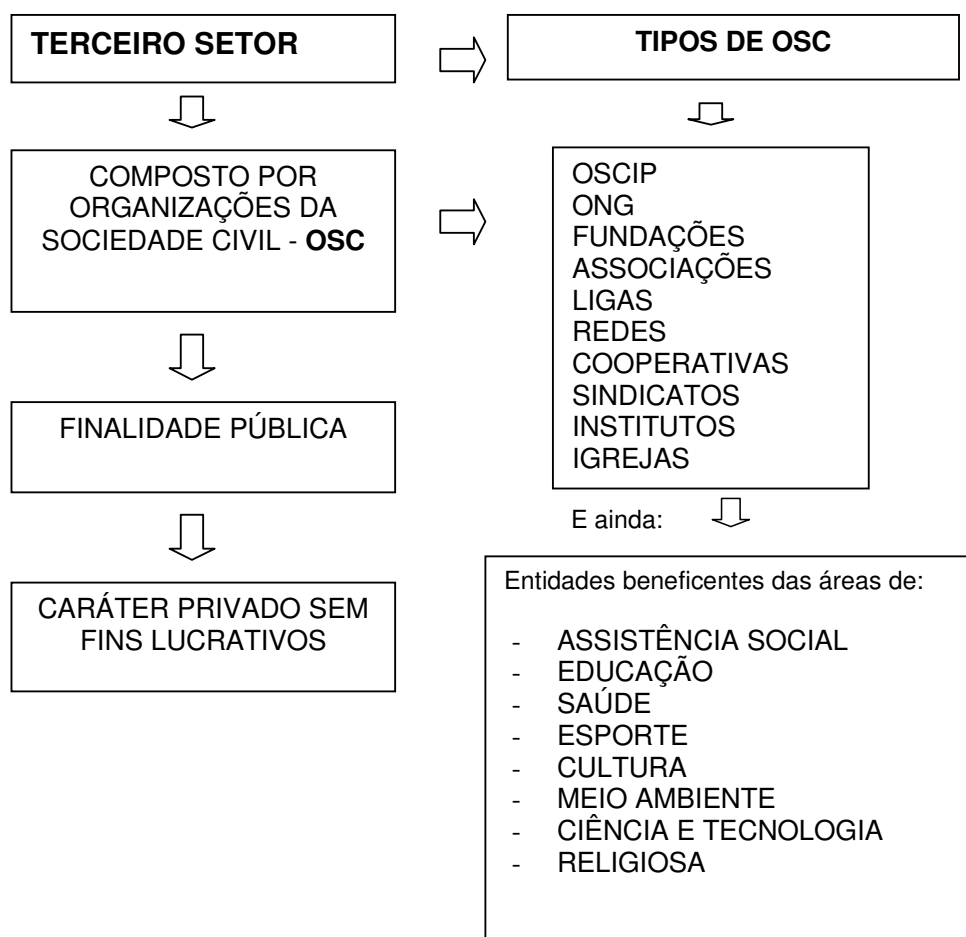 TERCEIRO SETOR
TIPOS DE OSC
COMPOSTO POR
ORGANIZAÇÕES DA
SOCIEDADE CIVIL - OSC
FINALIDADE PÚBLICA
CARÁTER PRIVADO SEM
FINS LUCRATIVOS
OSCIP
ONG
FUNDAÇÕES
ASSOCIAÇÕES
LIGAS
REDES
COOPERATIVAS
SINDICATOS
INSTITUTOS
IGREJAS
E ainda:
Entidades beneficentes das áreas de:
- ASSISTÊNCIA SOCIAL
- EDUCAÇÃO
- SAÚDE
- ESPORTE
- CULTURA
- MEIO AMBIENTE
- CIÊNCIA E TECNOLOGIA
- RELIGIOSA